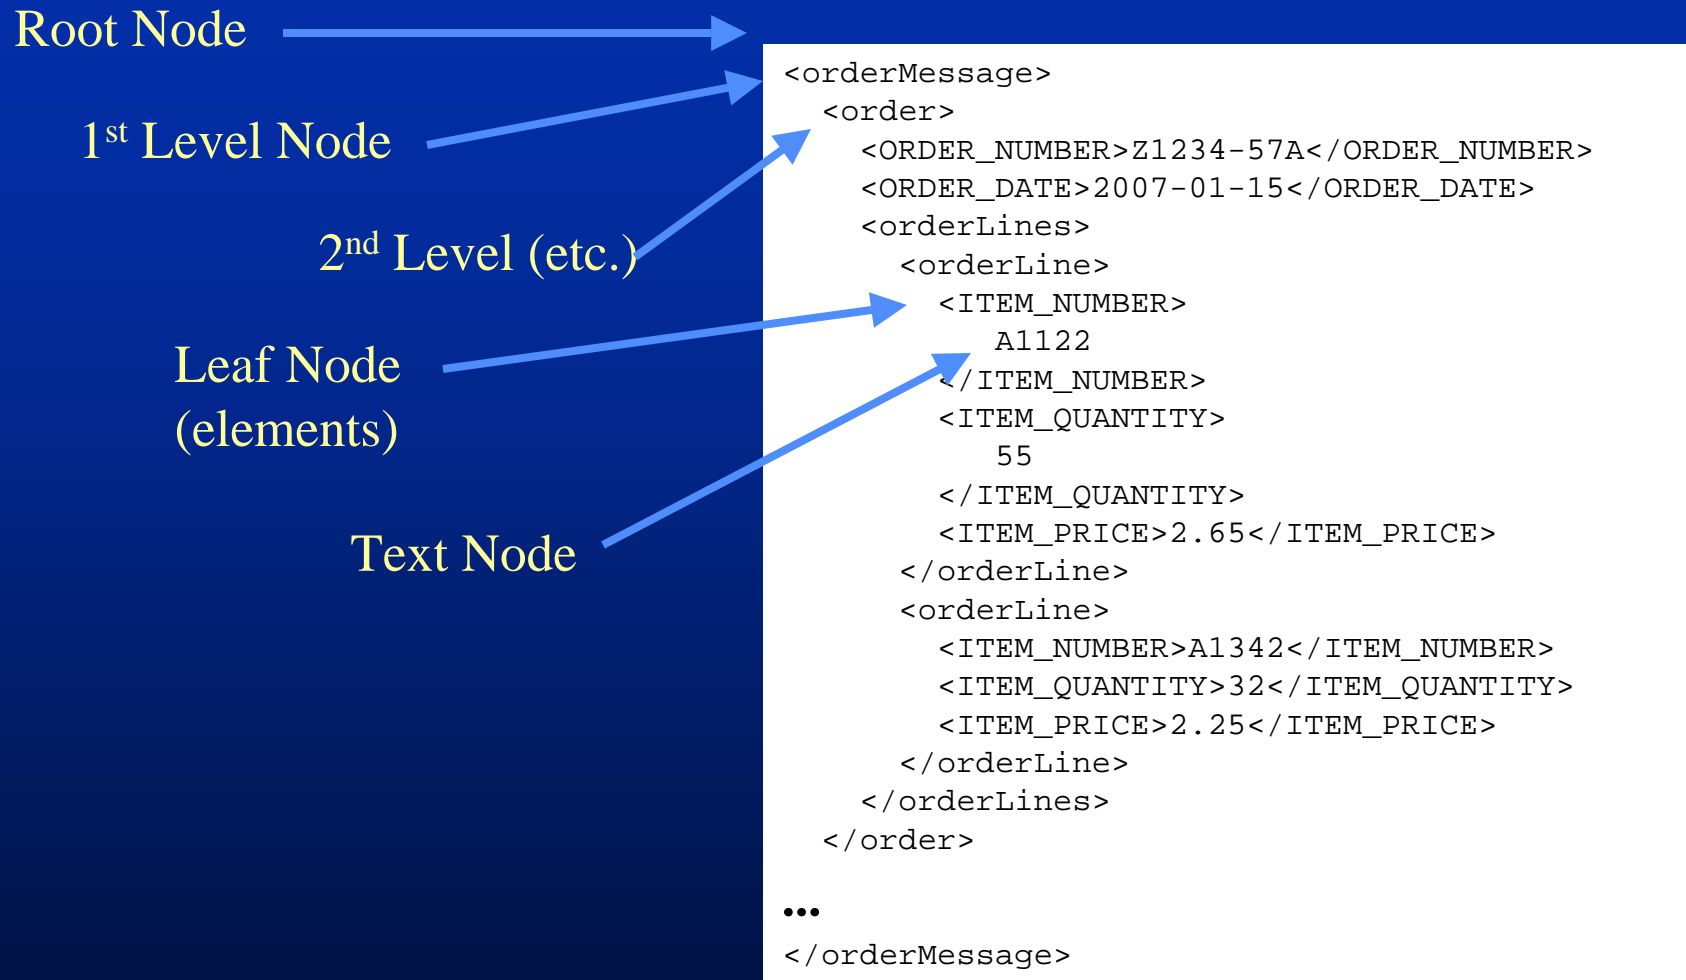 Root Node
1st Level Node
2nd Level (etc.)
Leaf Node
(elements)
Text Node
<orderMessage>
  <order>
    <ORDER_NUMBER>Z1234-57A</ORDER_NUMBER>
    <ORDER_DATE>2007-01-15</ORDER_DATE>
    <orderLines>
      <orderLine>
        <ITEM_NUMBER>
           A1122
        </ITEM_NUMBER>
        <ITEM_QUANTITY>
           55
        </ITEM_QUANTITY>
        <ITEM_PRICE>2.65</ITEM_PRICE>
      </orderLine>
      <orderLine>
        <ITEM_NUMBER>A1342</ITEM_NUMBER>
        <ITEM_QUANTITY>32</ITEM_QUANTITY>
        <ITEM_PRICE>2.25</ITEM_PRICE>
      </orderLine>
    </orderLines>
  </order>
…
</orderMessage>